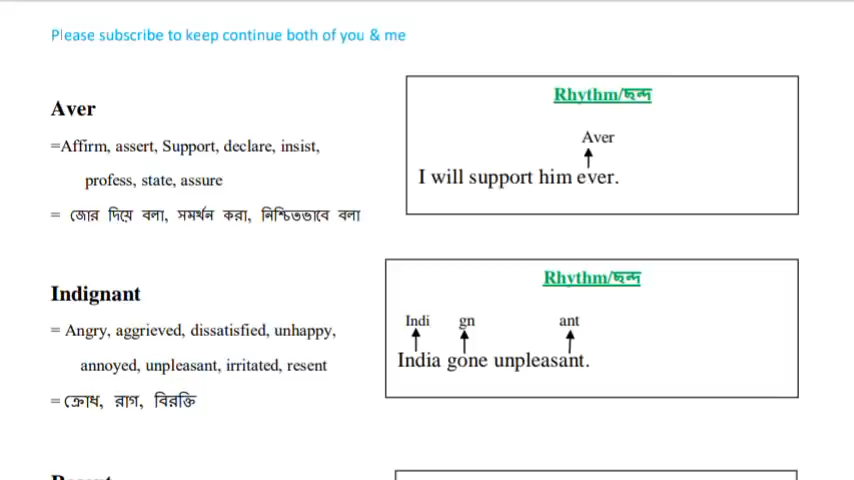 Please subscribe to keep continue both of you & me
Aver
=Affirm, assert, Support, declare, insist,
profess, state, assure
= জোর দিয়ে বলা, সমর্থন করা, নিশ্চিতভাবে বলা
Rhythm/ছন্দ
Aver
I will support him ever.
Indignant
= Angry, aggrieved, dissatisfied, unhappy,
annoyed, unpleasant, irritated, resent
= ক্রোধ, রাগ, বিরক্তি
Rhythm/ছন্দ
Indi gn ant
India gone unpleasant.